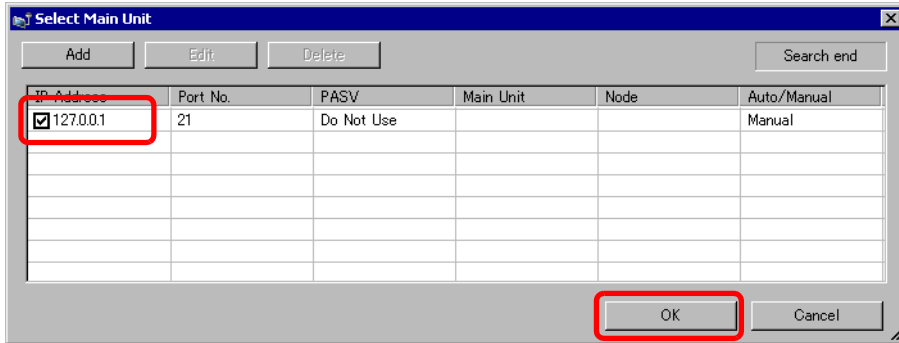 Select Main Unit
Add Edit Delete Search end
IP Address Port No. PASV Main Unit Node Auto/Manual
127.0.0.1 21 Do Not Use Manual
OK Cancel